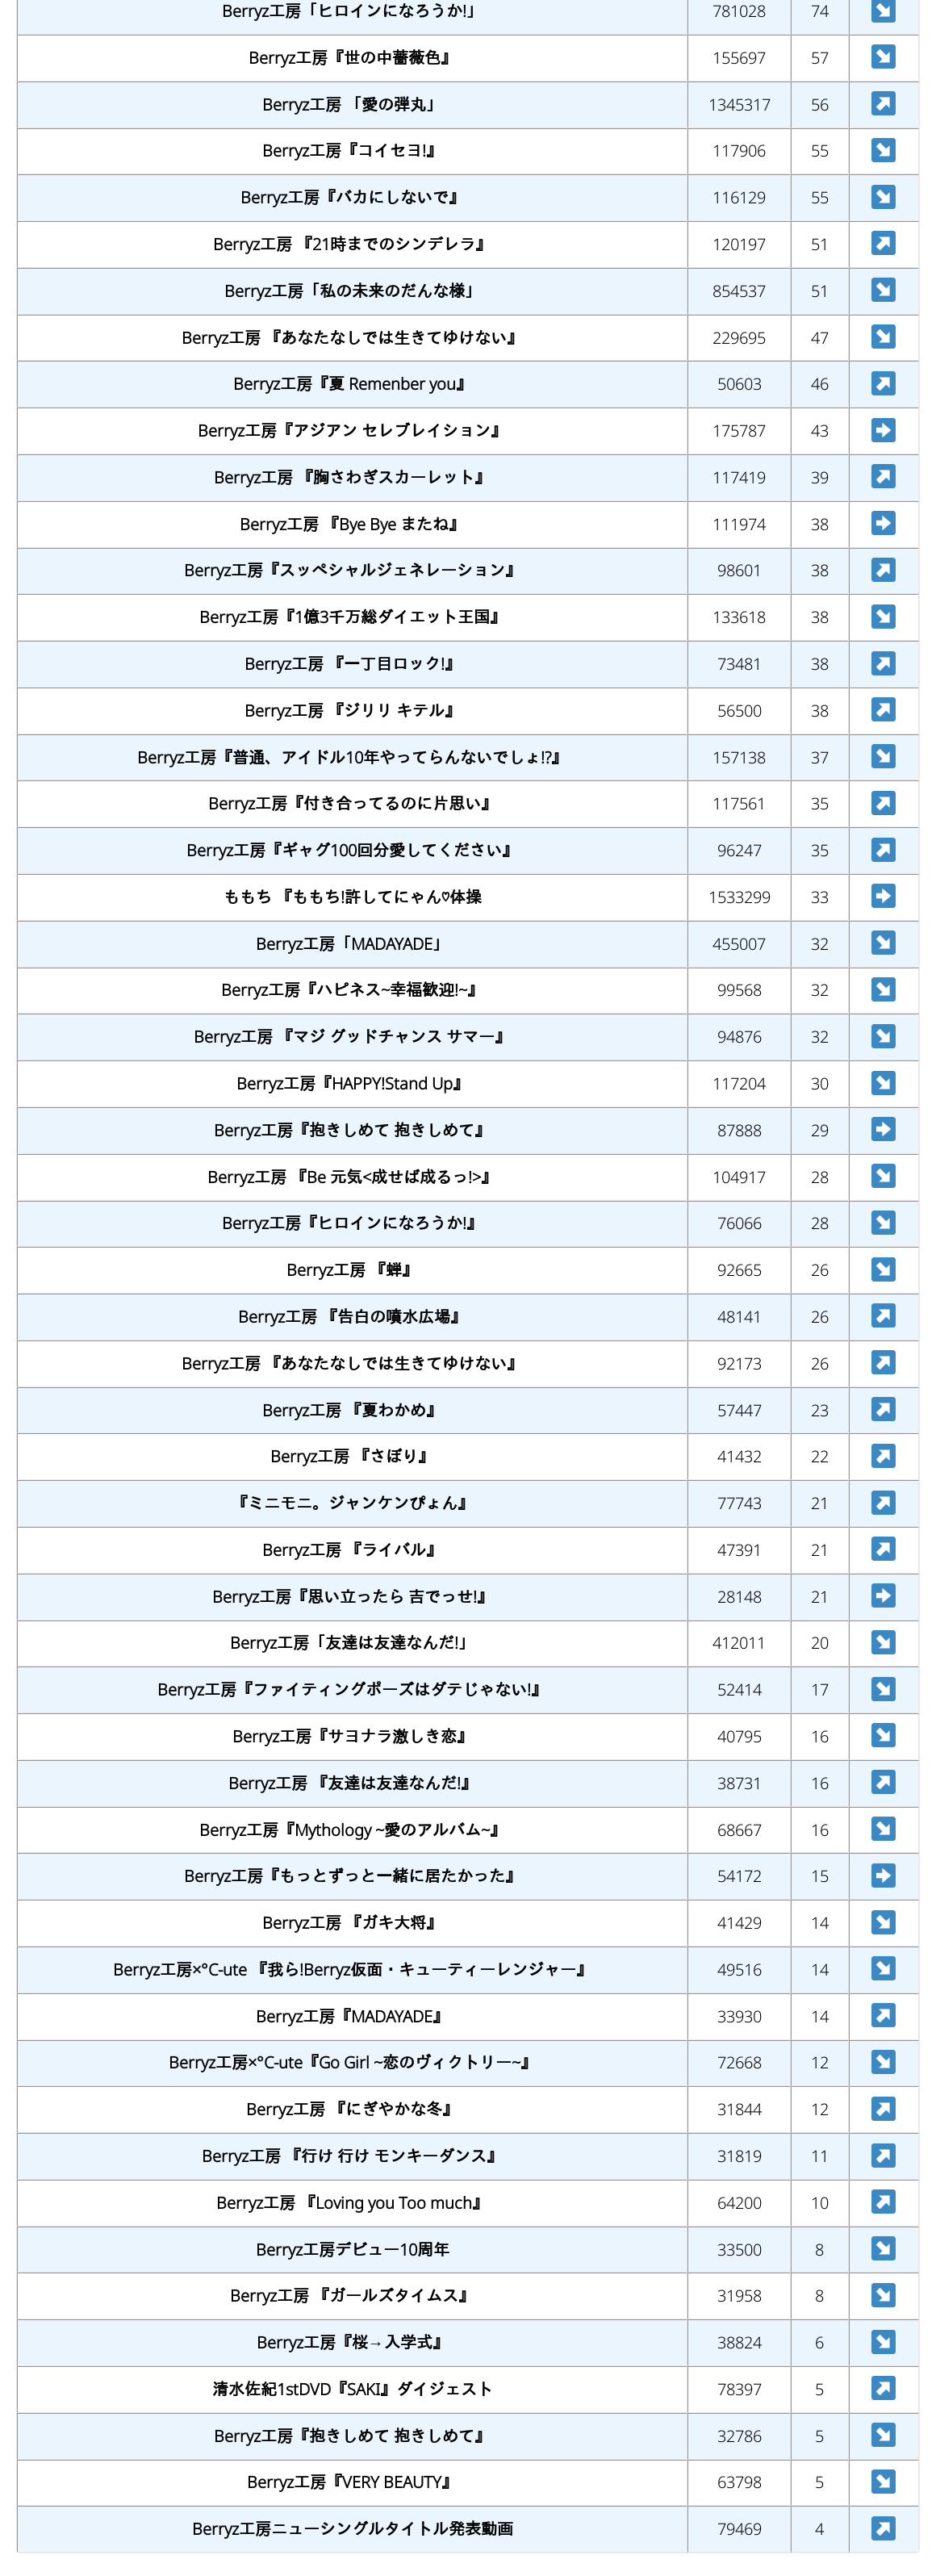 Berryz工房「ヒロインになろうか!」 781028 74
Berryz工房『世の中薔薇色』 155697 57
Berryz工房 「愛の弾丸」 1345317 56
Berryz工房『コイセヨ!』 117906 55
Berryz工房『バカにしないで』 116129 55
Berryz工房 『21時までのシンデレラ』 120197 51
Berryz工房「私の未来のだんな様」 854537 51
Berryz工房 『あなたなしでは生きてゆけない』 229695 47
Berryz工房『夏 Remenber you』 50603 46
Berryz工房『アジアン セレブレイション』 175787 43
Berryz工房 『胸さわぎスカーレット』 117419 39
Berryz工房 『Bye Bye またね』 111974 38
Berryz工房『スッペシャルジェネレーション』 98601 38
Berryz工房『1億3千万総ダイエット王国』 133618 38
Berryz工房 『一丁目ロック!』 73481 38
Berryz工房 『ジリリ キテル』 56500 38
Berryz工房『普通、アイドル10年やってらんないでしょ!?』 157138 37
Berryz工房『付き合ってるのに片思い』 117561 35
Berryz工房『ギャグ100回分愛してください』 96247 35
ももち 『ももち!許してにゃん♡体操 1533299 33
Berryz工房「MADAYADE」 455007 32
Berryz工房『ハピネス~幸福歓迎!~』 99568 32
Berryz工房 『マジ グッドチャンス サマー』 94876 32
Berryz工房『HAPPY!Stand Up』 117204 30
Berryz工房『抱きしめて 抱きしめて』 87888 29
Berryz工房 『Be 元気<成せば成るっ!>』 104917 28
Berryz工房『ヒロインになろうか!』 76066 28
Berryz工房 『蝉』 92665 26
Berryz工房 『告白の噴水広場』 48141 26
Berryz工房 『あなたなしでは生きてゆけない』 92173 26
Berryz工房 『夏わかめ』 57447 23
Berryz工房 『さぼり』 41432 22
『ミニモニ。ジャンケンぴょん』 77743 21
Berryz工房 『ライバル』 47391 21
Berryz工房『思い立ったら 吉でっせ!』 28148 21
Berryz工房「友達は友達なんだ!」 412011 20
Berryz工房『ファイティングポーズはダテじゃない!』 52414 17
Berryz工房『サヨナラ激しき恋』 40795 16
Berryz工房 『友達は友達なんだ!』 38731 16
Berryz工房『Mythology ~愛のアルバム~』 68667 16
Berryz工房『もっとずっと一緒に居たかった』 54172 15
Berryz工房 『ガキ大将』 41429 14
Berryz工房×°C-ute 『我ら!Berryz仮面・キューティーレンジャー』 49516 14
Berryz工房『MADAYADE』 33930 14
Berryz工房×°C-ute『Go Girl ~恋のヴィクトリー~』 72668 12
Berryz工房 『にぎやかな冬』 31844 12
Berryz工房 『行け 行け モンキーダンス』 31819 11
Berryz工房 『Loving you Too much』 64200 10
Berryz工房デビュー10周年 33500 8
Berryz工房 『ガールズタイムス』 31958 8
Berryz工房『桜→入学式』 38824 6
清水佐紀1stDVD『SAKI』ダイジェスト 78397 5
Berryz工房『抱きしめて 抱きしめて』 32786 5
Berryz工房『VERY BEAUTY』 63798 5
Berryz工房ニューシングルタイトル発表動画 79469 4